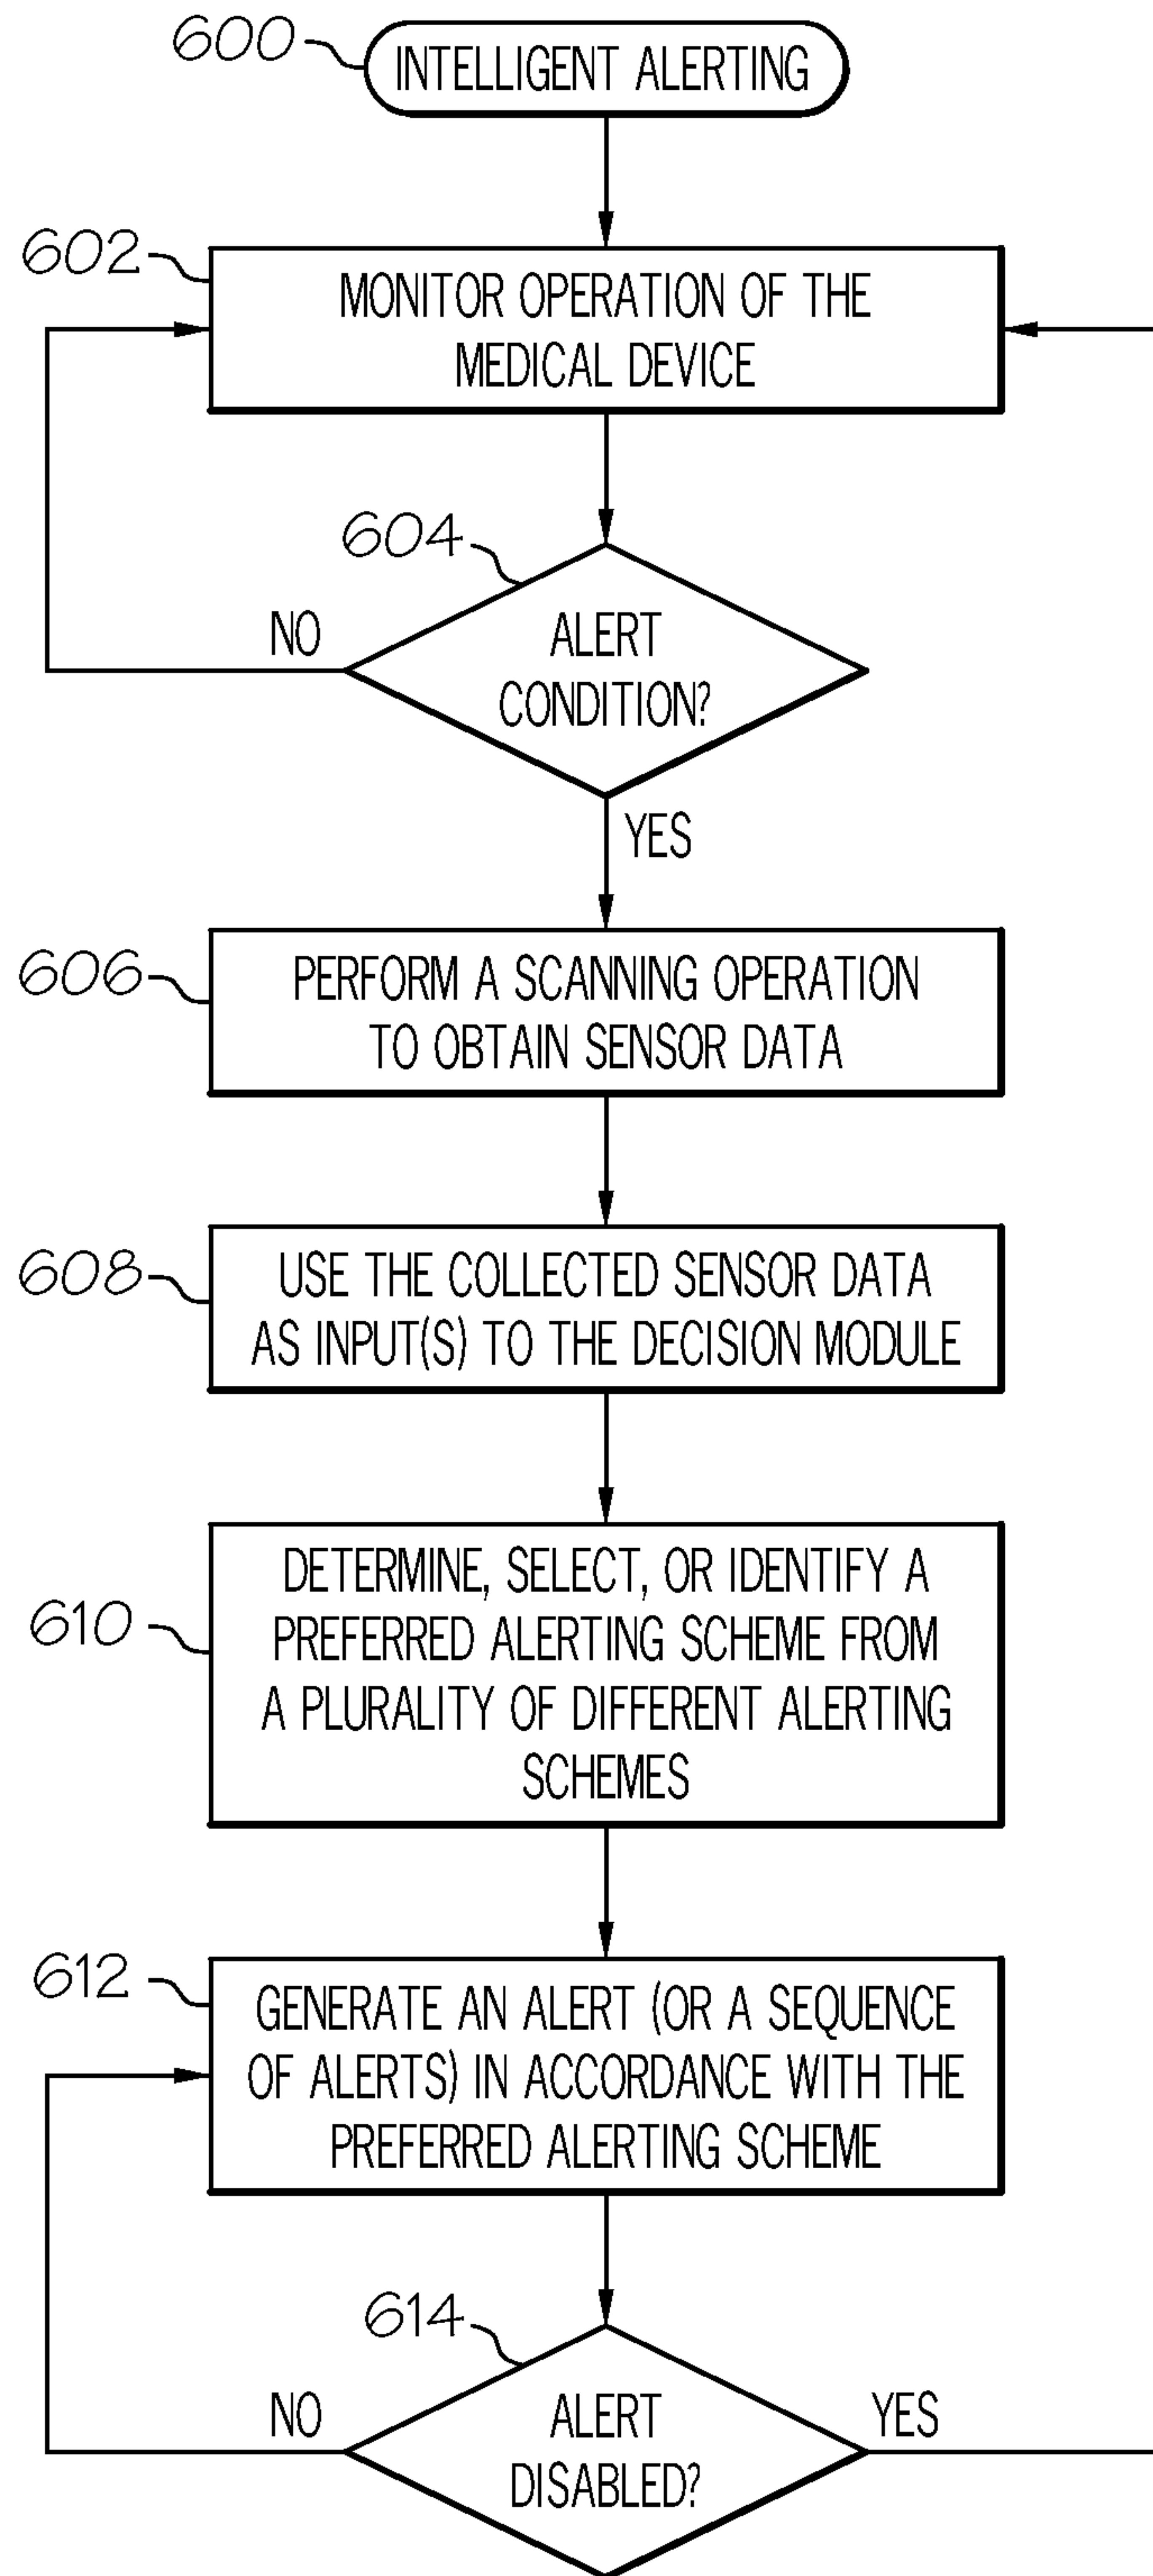 600
INTELLIGENT ALERTING
602
MONITOR OPERATION OF THE
MEDICAL DEVICE
604
NO
ALERT
CONDITION?
YES
606
PERFORM A SCANNING OPERATION
TO OBTAIN SENSOR DATA
608
USE THE COLLECTED SENSOR DATA
AS INPUT(S) TO THE DECISION MODULE
610
DETERMINE, SELECT, OR IDENTIFY A
PREFERRED ALERTING SCHEME FROM
A PLURALITY OF DIFFERENT ALERTING
SCHEMES
612
GENERATE AN ALERT (OR A SEQUENCE
OF ALERTS) IN ACCORDANCE WITH THE
PREFERRED ALERTING SCHEME
614
NO
ALERT
DISABLED?
YES